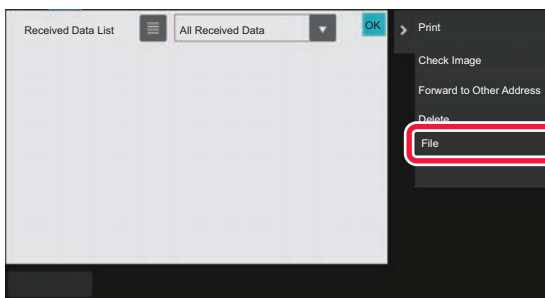 Received Data List
All Received Data
OK
Print
Check Image
Forward to Other Address
Delete
File